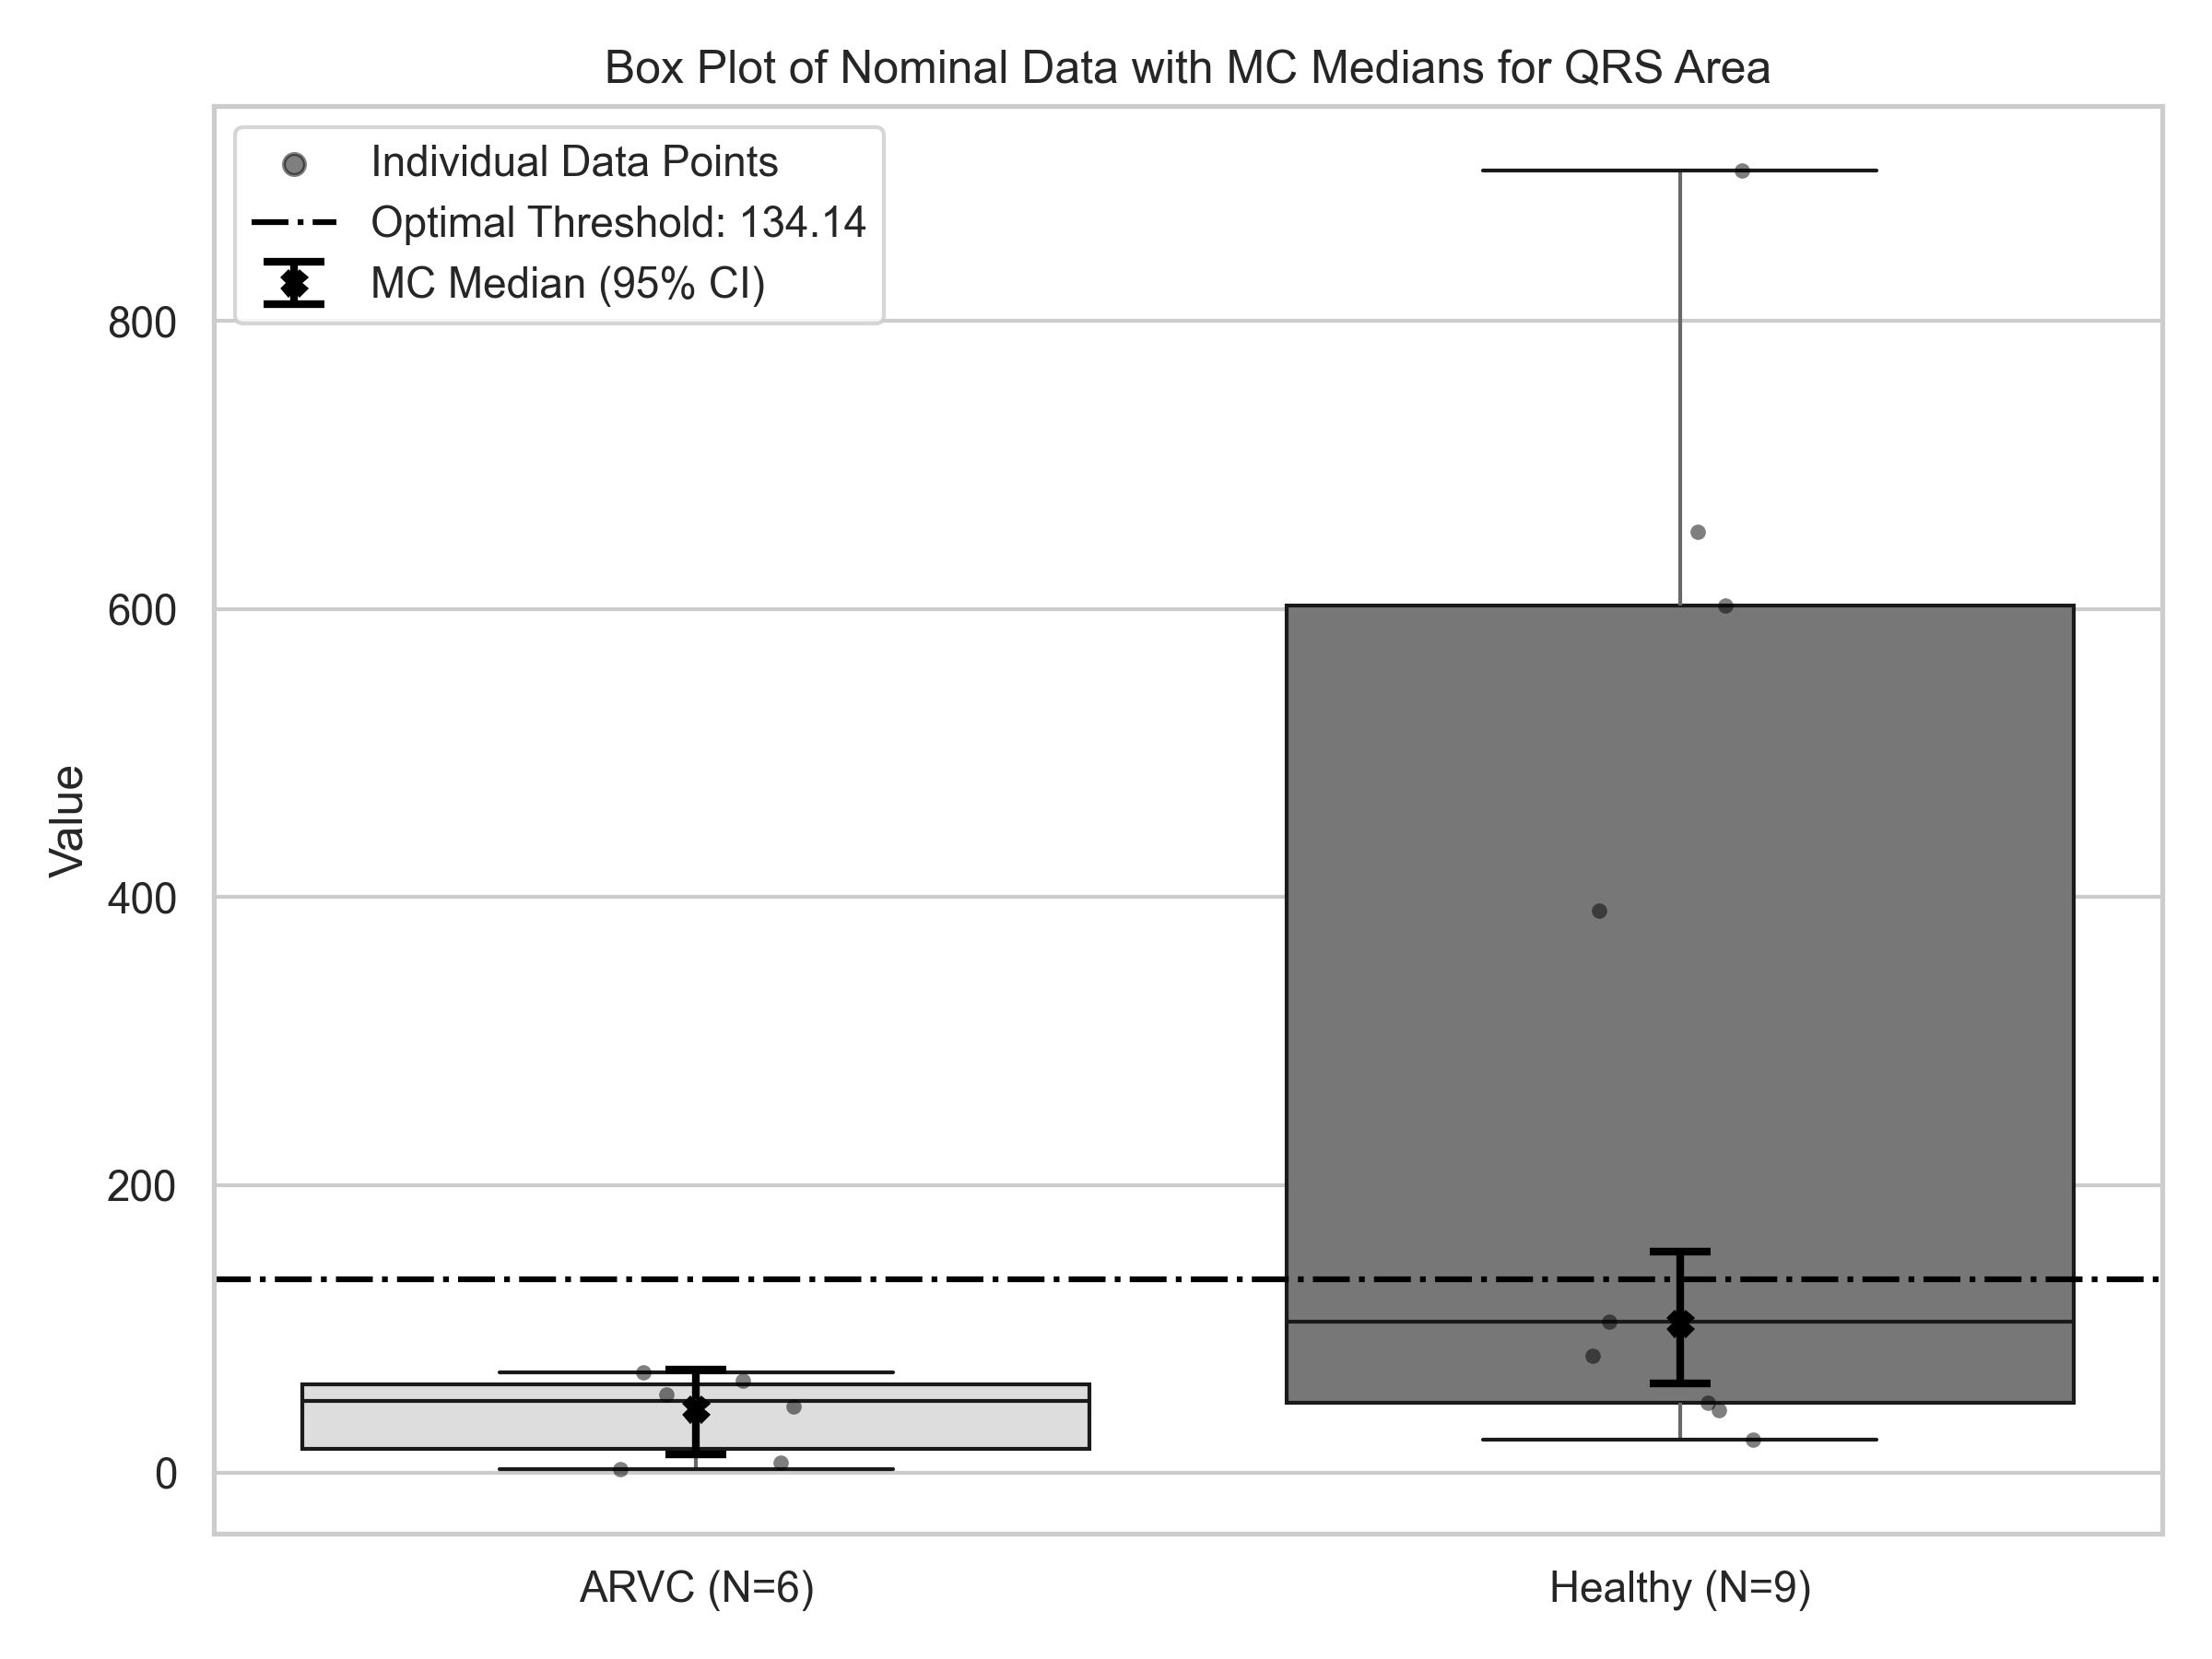 Box Plot of Nominal Data with MC Medians for QRS Area
Individual Data Points
Optimal Threshold: 134.14
MC Median (95% CI)
800
600
400
200
0
Value
ARVC (N=6)
Healthy (N=9)